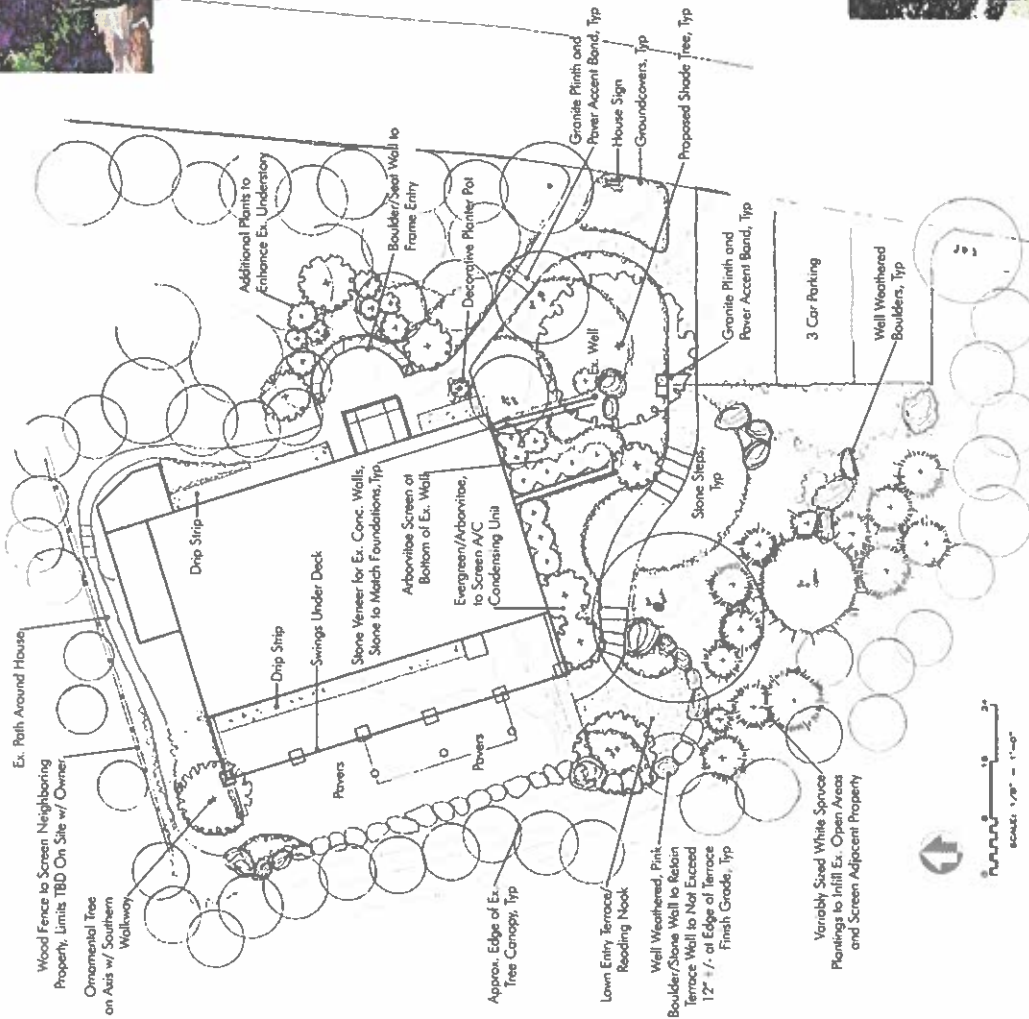 Wood Fence to Screen Neighboring
Property, Limits TBD On Site w/ Owner
Ex. Path Around House
Ornamental Tree
on Axis w/ Southern
Walkway
Additional Plants to
Enhance Ex. Understory
Boulder/Seat Wall to
Frame Entry
Decorative Planter Pot
Granite Plinth and
Paver Accent Band, Typ
House Sign
Groundcovers, Typ
Proposed Shade Tree, Typ
Drip Strip
Drip Strip
Swings Under Deck
Stone Veneer for Ex. Conc. Walls,
Stone to Match Foundations, Typ.
Arborvitae Screen at
Bottom of Ex. Walls
Evergreen/Arborvitae,
to Screen A/C
Condensing Unit
Ex. Well
Pavers
Pavers
Granite Plinth and
Paver Accent Band, Typ
3 Car Parking
Well Weathered
Boulders, Typ
Stone Steps,
Typ
Approx. Edge of Ex.
Tree Canopy, Typ
Lawn Entry Terrace/
Reading Nook
Well Weathered, Pink
Boulder/Stone Wall to Retain
Terrace Wall to Not Exceed
12" +/- at Edge of Terrace
Finish Grade, Typ
Variably Sized White Spruce
Plantings to Infill Ex. Open Areas
and Screen Adjacent Property
SCALE: 1/8" = 1'-0"